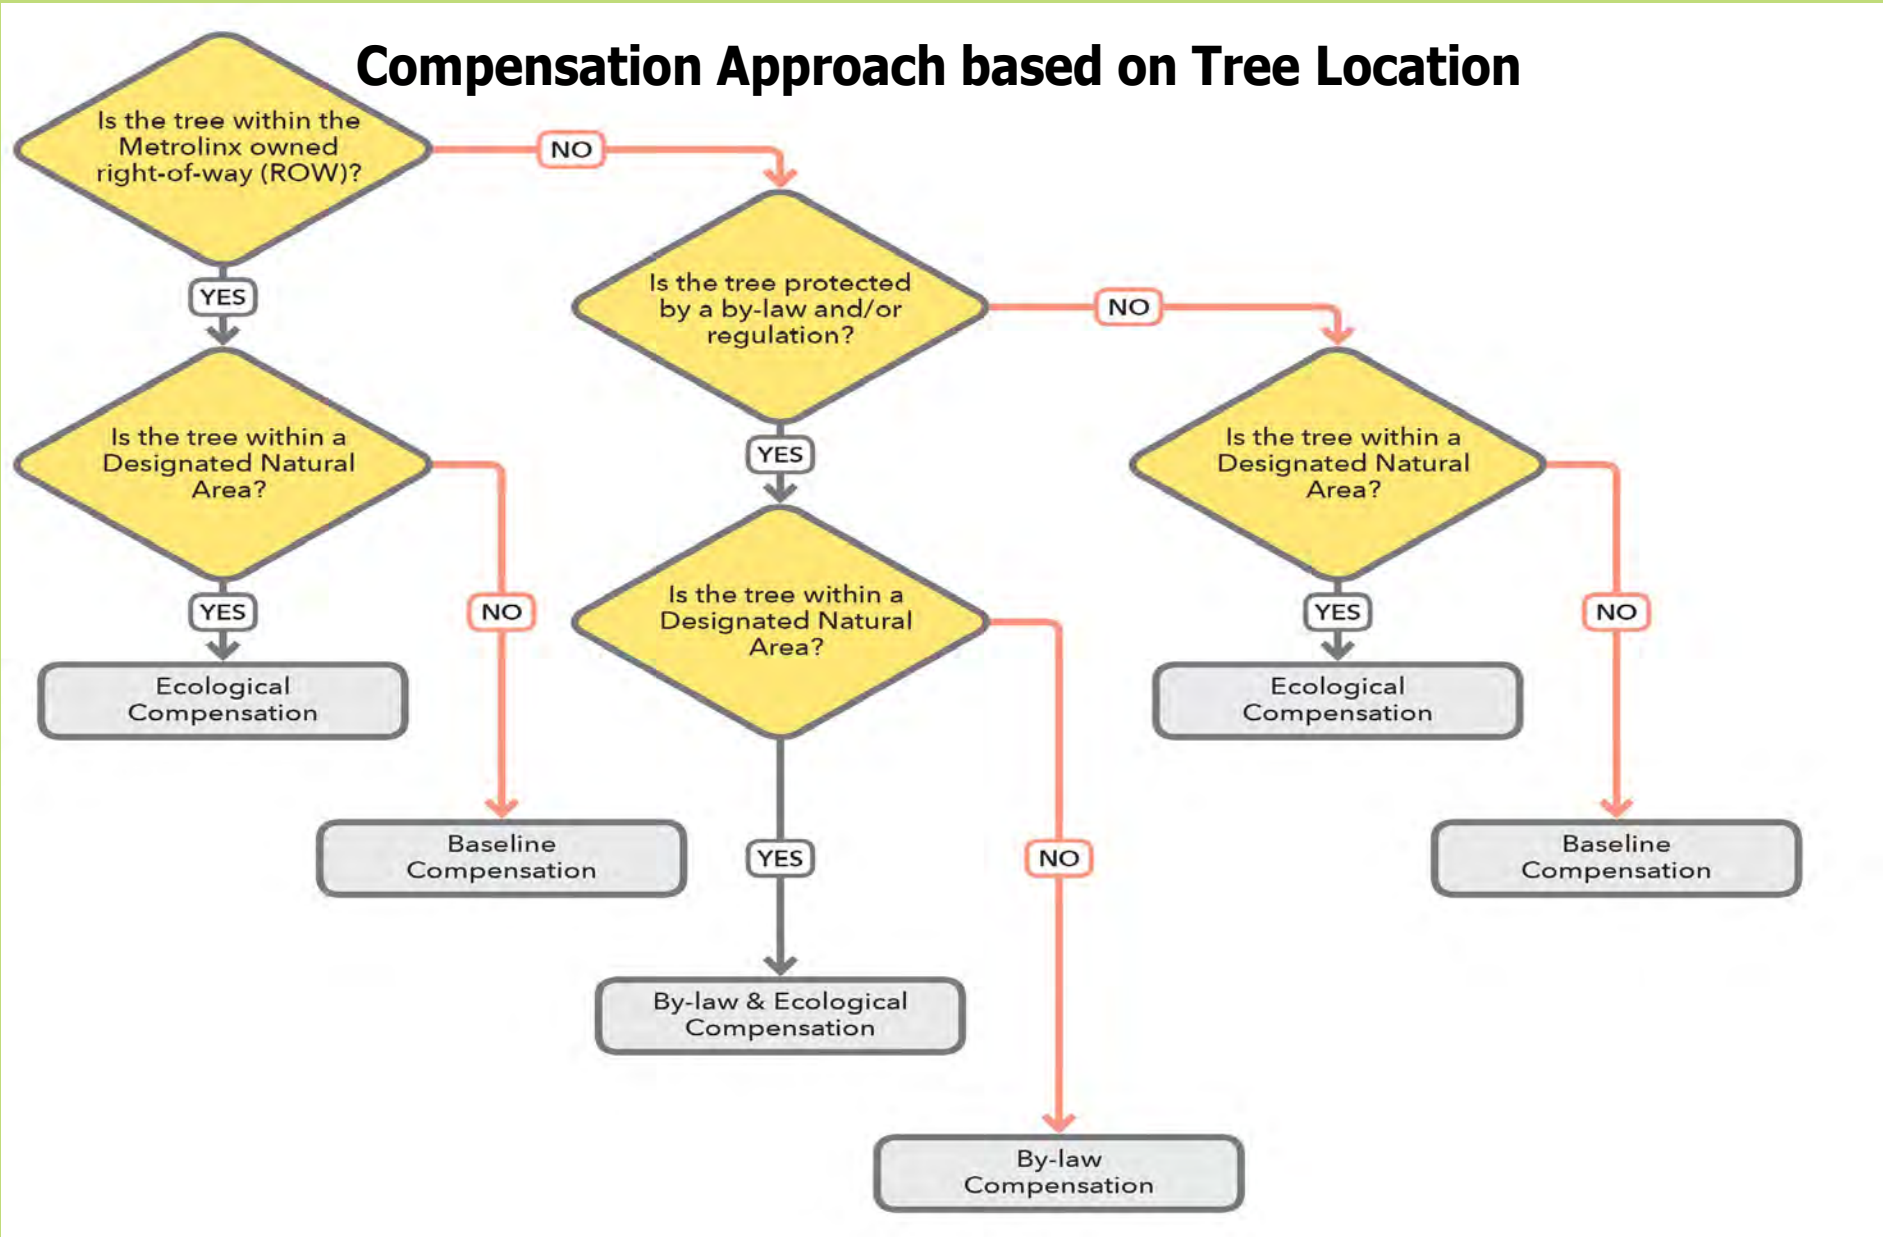 Compensation Approach based on Tree Location
Is the tree within the
Metrolinx owned
right-of-way (ROW)?
NO
YES
Is the tree protected
by a by-law and/or
regulation?
NO
YES
Is the tree within a
Designated Natural
Area?
YES
NO
Ecological
Compensation
Baseline
Compensation
Is the tree within a
Designated Natural
Area?
YES
NO
By-law & Ecological
Compensation
By-law
Compensation
Is the tree within a
Designated Natural
Area?
YES
NO
Ecological
Compensation
Baseline
Compensation